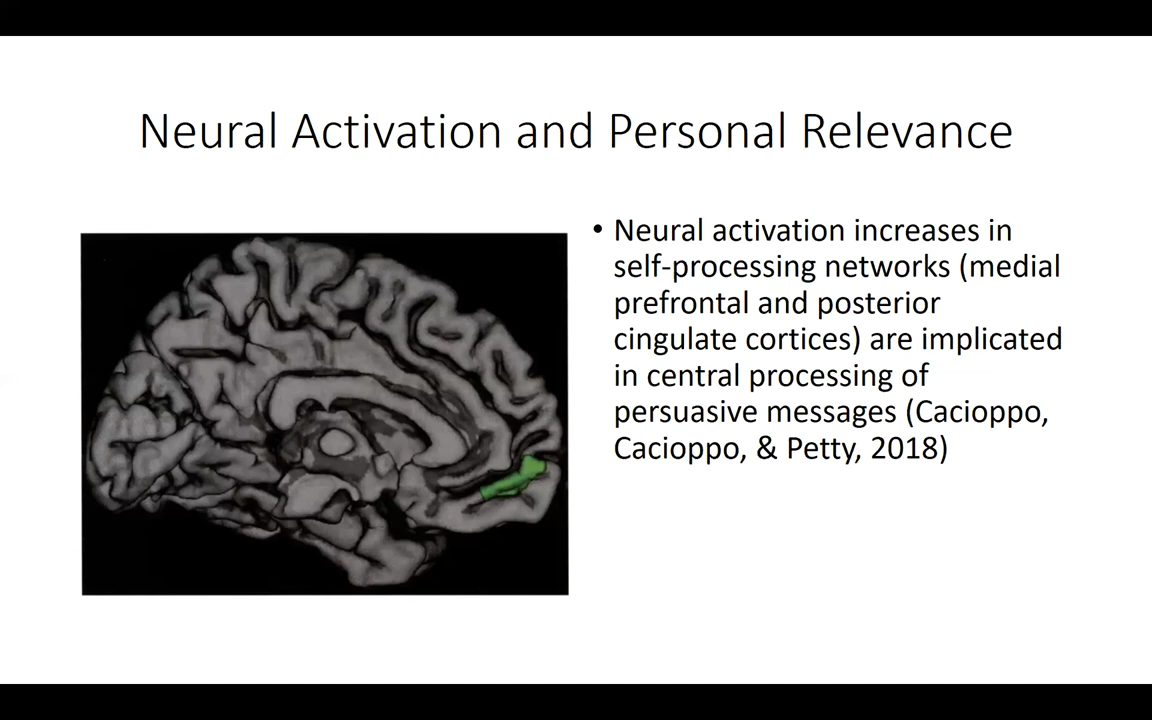 Neural Activation and Personal Relevance
• Neural activation increases in
self-processing networks (medial
prefrontal and posterior
cingulate cortices) are implicated
in central processing of
persuasive messages (Cacioppo,
Cacioppo, & Petty, 2018)